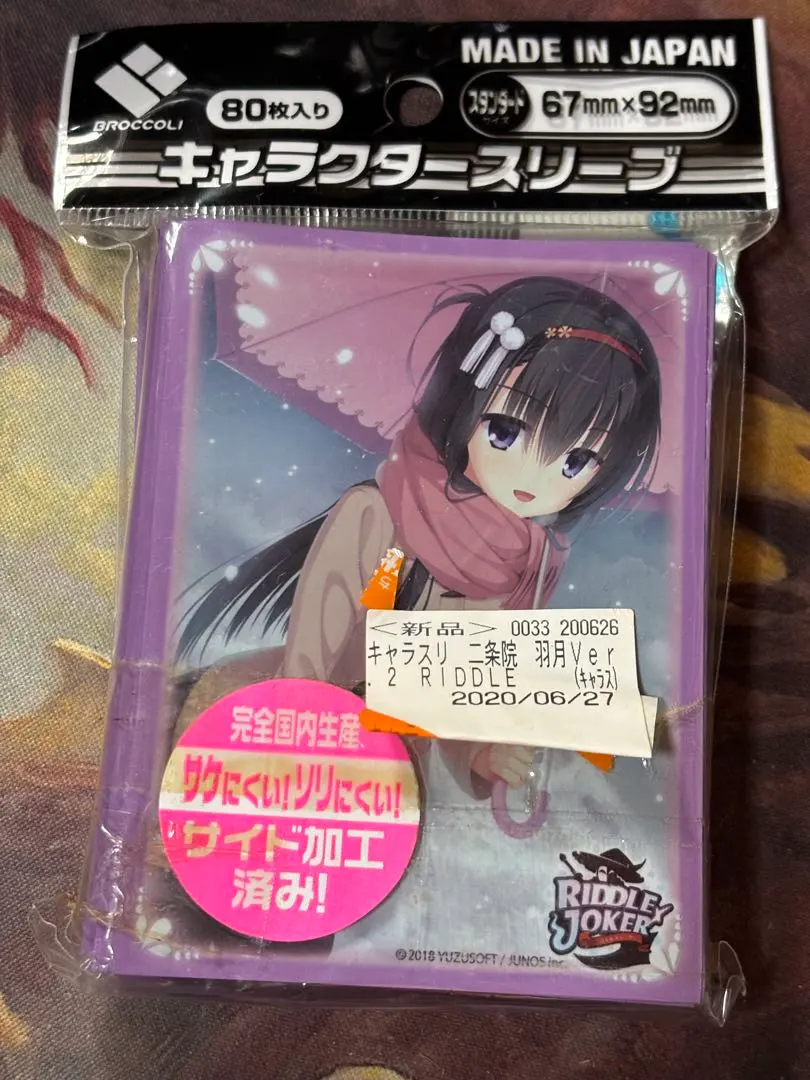 MADE IN JAPAN
BROCCOLI
80枚入り
スタンダードサイズ 67mm×92mm
キャラクタースリーブ
<新品> 0033 200626
キャラスリ 二条院 羽月Ver
.2 RIDDLE (キャラス)
2020/06/27
完全国内生産
サケにくい!ソリにくい!
サイド加工
済み!
RIDDLE
JOKER
©2018 YUZUSOFT / JUNOS Inc.